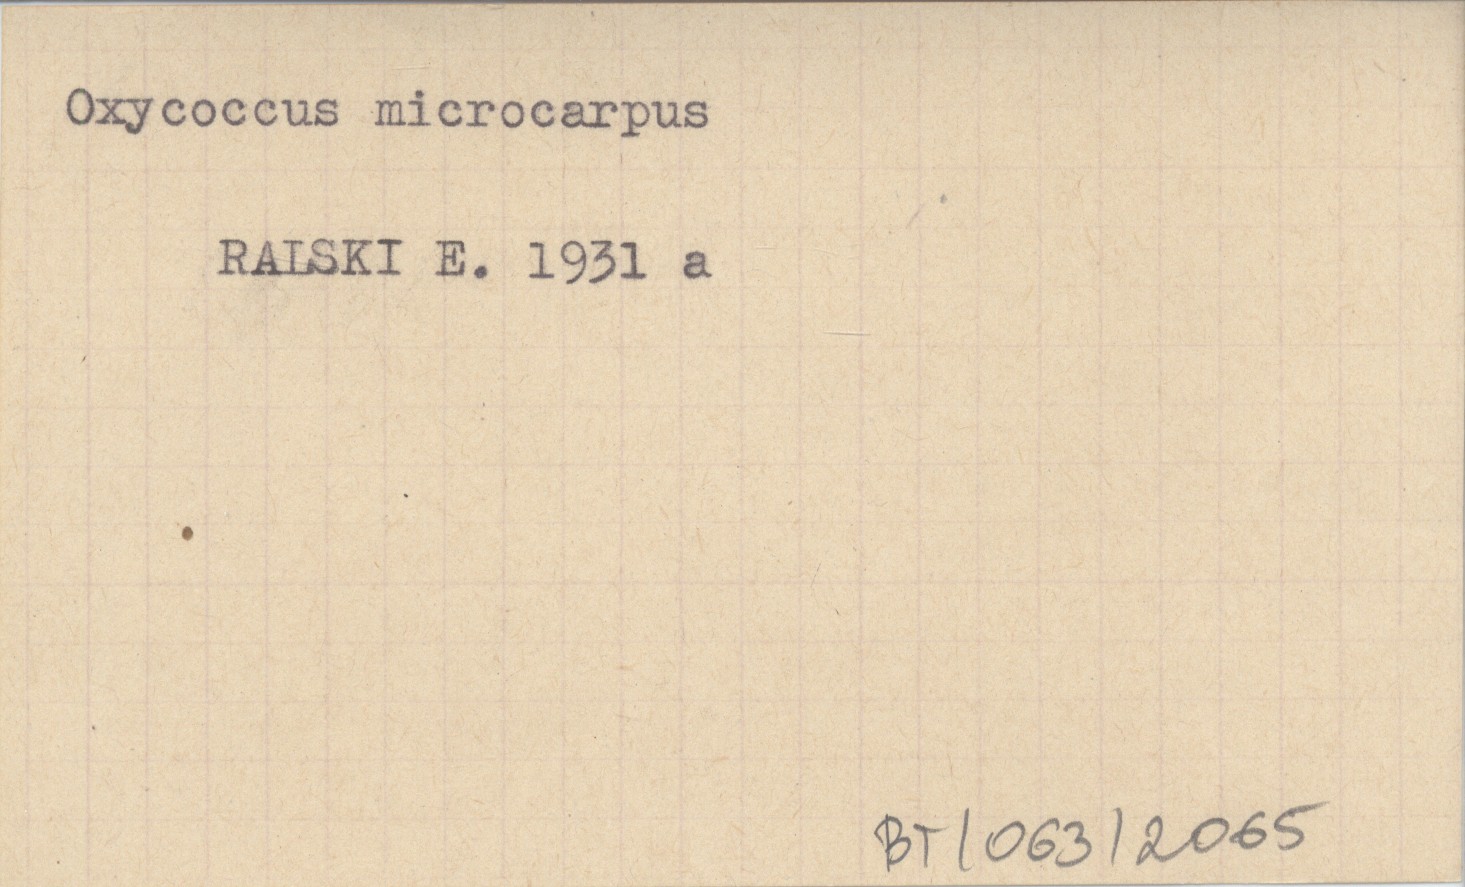 Oxycoccus microcarpus
RALSKI E. 1931 a
BT/063/2065